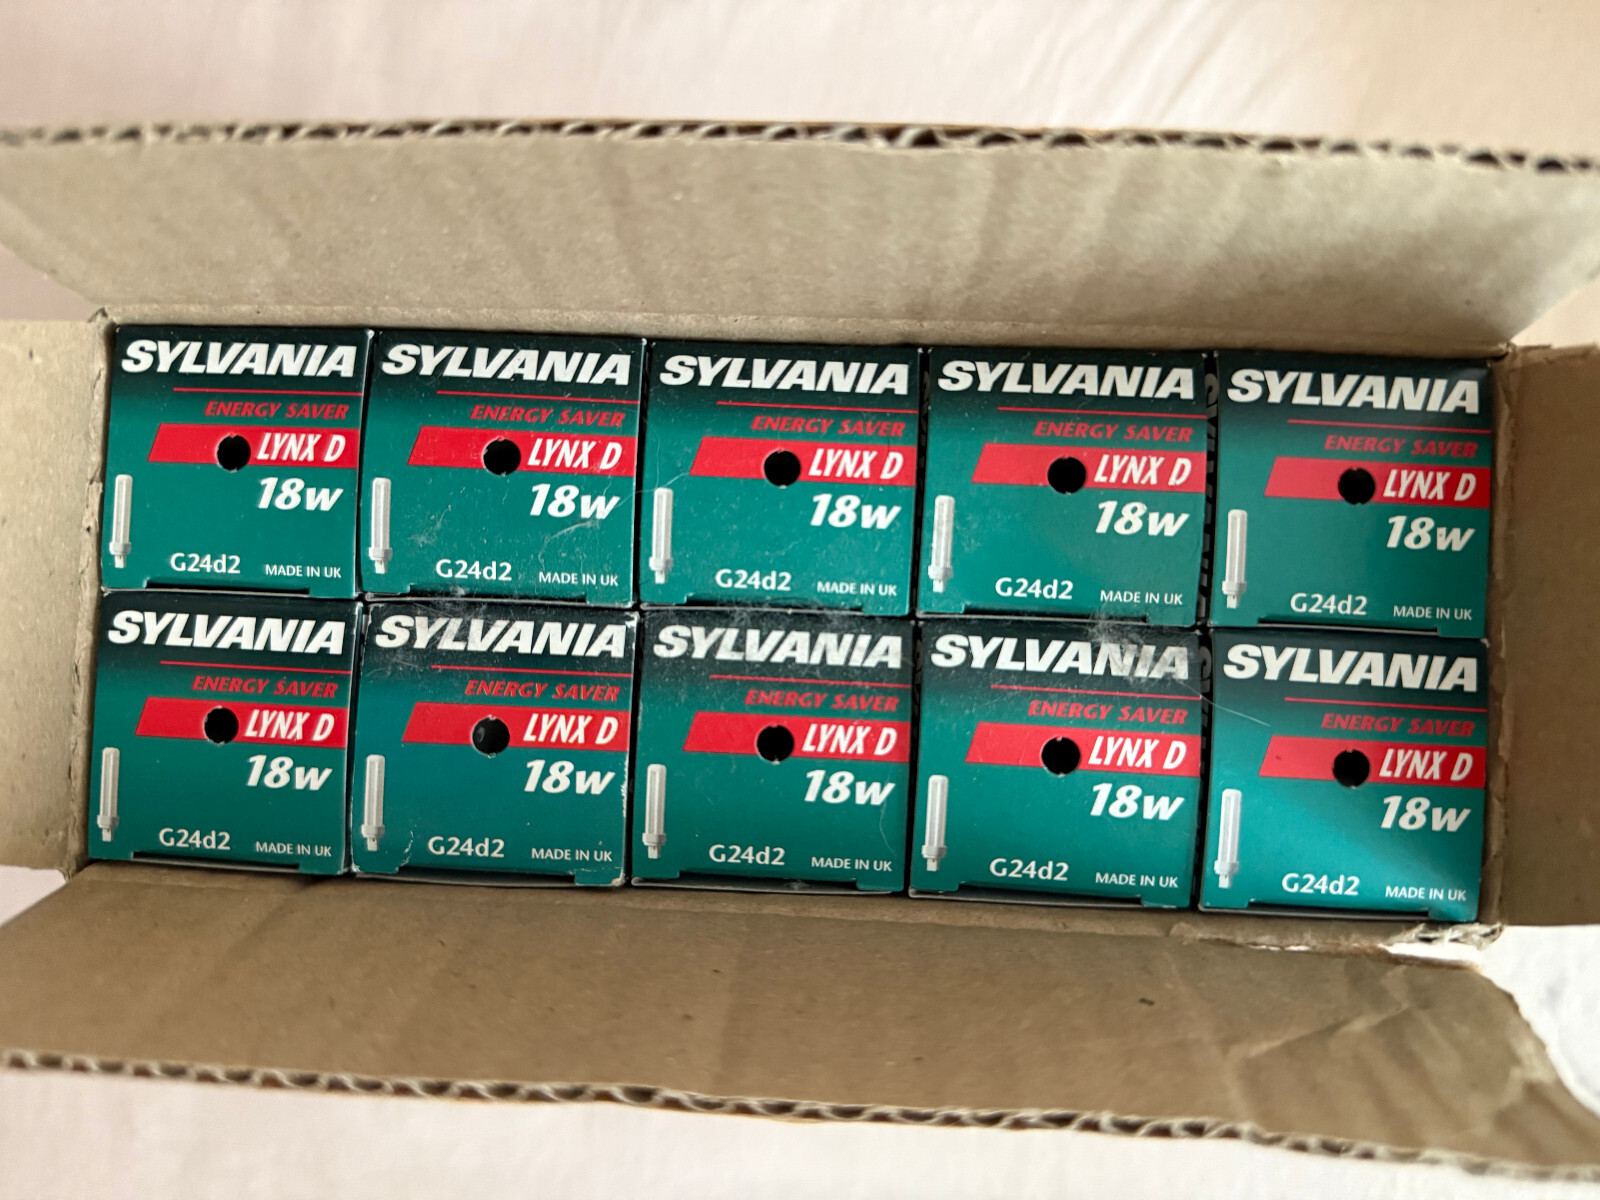 SYLVANIA
ENERGY SAVER
LYNX D
18w
G24d2 MADE IN UK
SYLVANIA
ENERGY SAVER
LYNX D
18w
G24d2 MADE IN UK
SYLVANIA
ENERGY SAVER
LYNX D
18w
G24d2 MADE IN UK
SYLVANIA
ENERGY SAVER
LYNX D
18w
G24d2 MADE IN UK
SYLVANIA
ENERGY SAVER
LYNX D
18w
G24d2 MADE IN UK
SYLVANIA
ENERGY SAVER
LYNX D
18w
G24d2 MADE IN UK
SYLVANIA
ENERGY SAVER
LYNX D
18w
G24d2 MADE IN UK
SYLVANIA
ENERGY SAVER
LYNX D
18w
G24d2 MADE IN UK
SYLVANIA
ENERGY SAVER
LYNX D
18w
G24d2 MADE IN UK
SYLVANIA
ENERGY SAVER
LYNX D
18w
G24d2 MADE IN UK